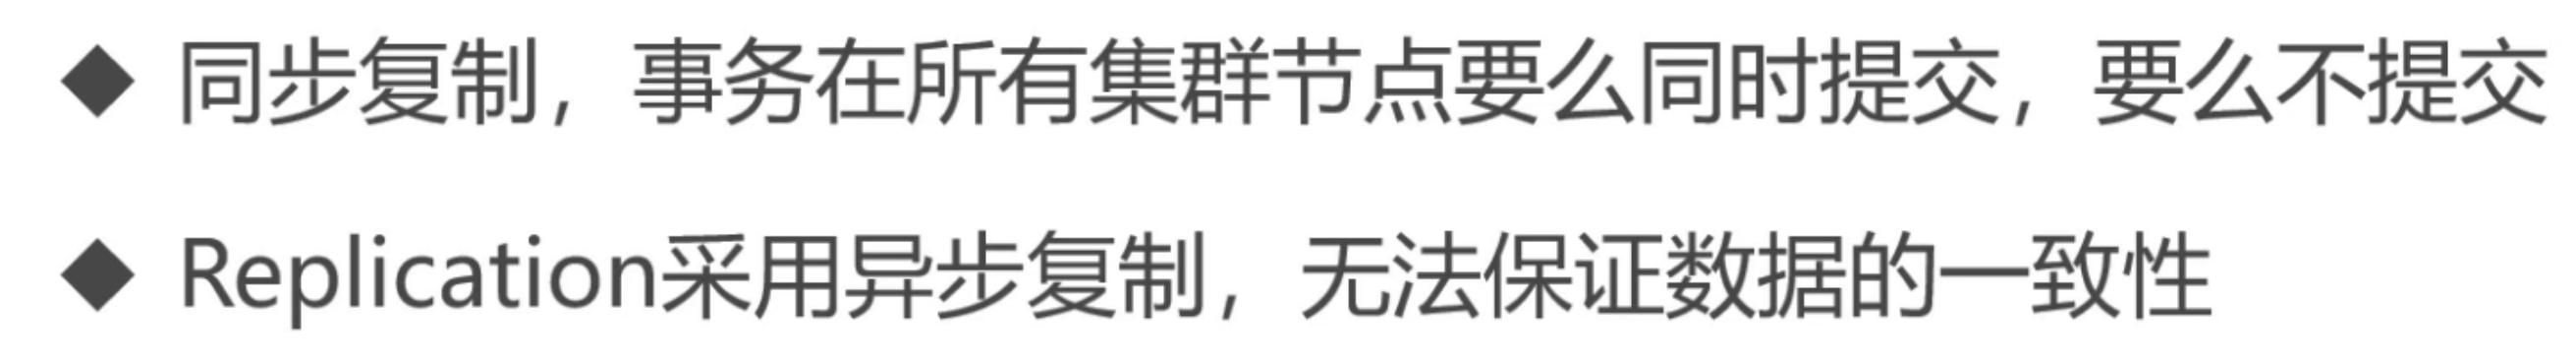 ◆ 同步复制，事务在所有集群节点要么同时提交，要么不提交
◆ Replication采用异步复制，无法保证数据的一致性